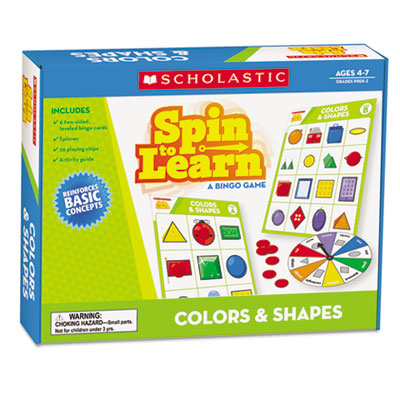 SCHOLASTIC
AGES 4-7
GRADES PREK-2
INCLUDES
• 6 two-sided, leveled bingo cards
• Spinner
• 36 playing chips
• Activity guide
REINFORCES
BASIC
CONCEPTS
Spin
to
Learn
A BINGO GAME
COLORS
& SHAPES
COLORS
& SHAPES
COLORS & SHAPES
COLORS & SHAPES
WARNING:
CHOKING HAZARD—Small parts.
Not for children under 3 yrs.
COLORS & SHAPES